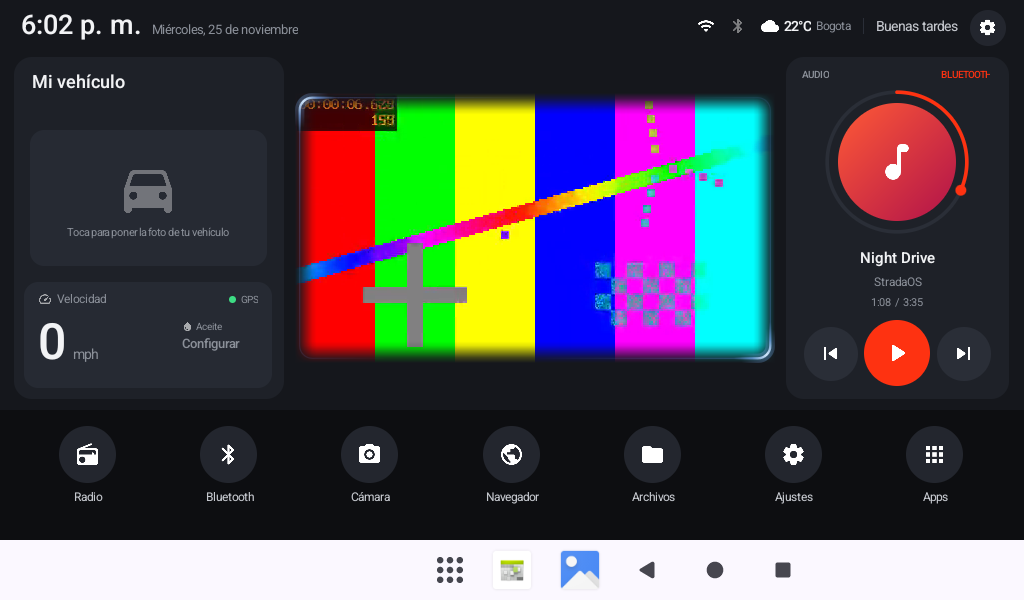 6:02 p. m.
Miércoles, 25 de noviembre
22°C Bogota
Buenas tardes
Mi vehículo
Toca para poner la foto de tu vehículo
Velocidad
GPS
0 mph
Aceite
Configurar
AUDIO
BLUETOOTH
Night Drive
StradaOS
1:08 / 3:35
Radio
Bluetooth
Cámara
Navegador
Archivos
Ajustes
Apps